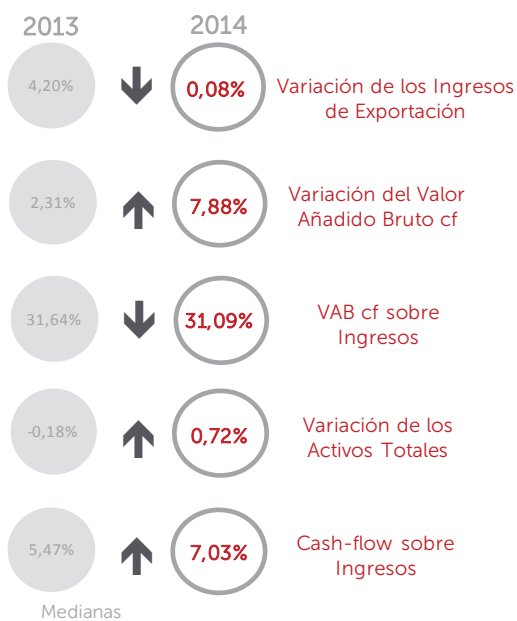 2013 2014
4,20% 0,08% Variación de los Ingresos
de Exportación
2,31% 7,88% Variación del Valor
Añadido Bruto cf
31,64% 31,09% VAB cf sobre
Ingresos
-0,18% 0,72% Variación de los
Activos Totales
5,47% 7,03% Cash-flow sobre
Ingresos
Medianas